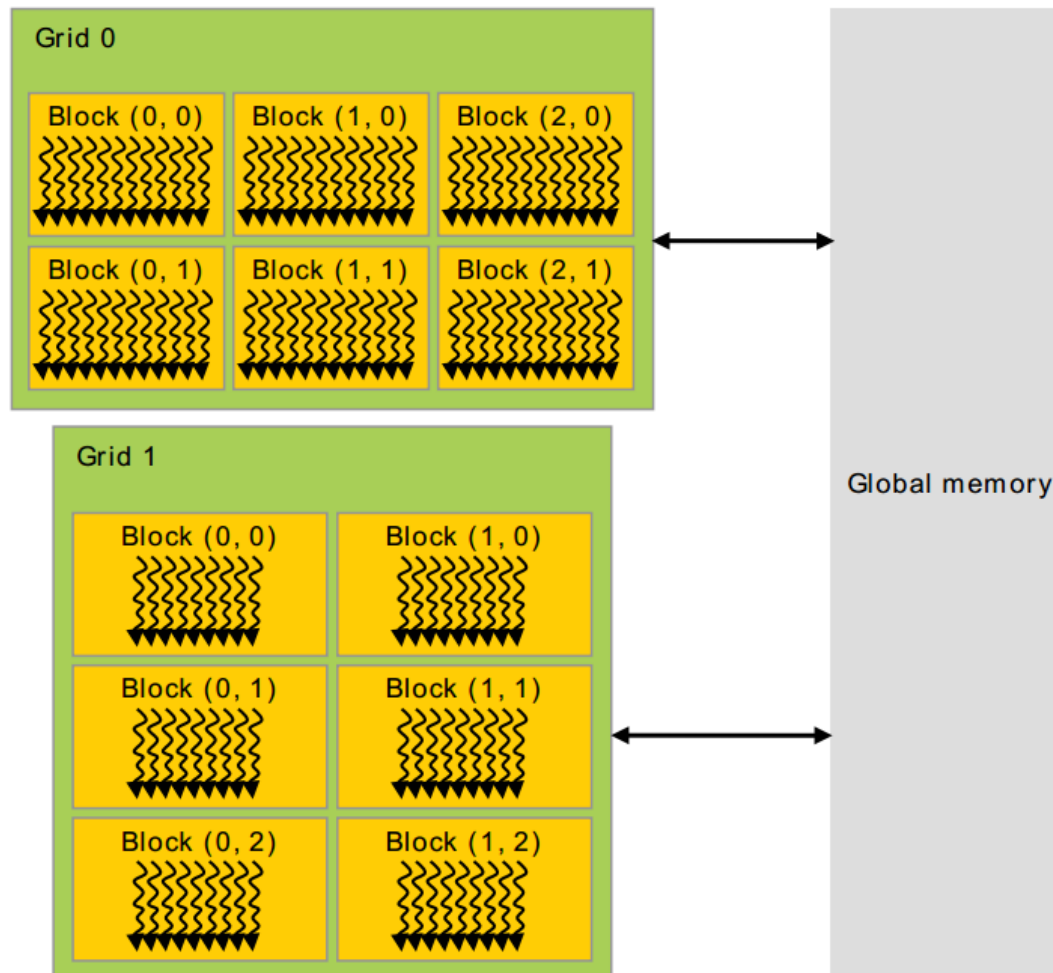 Grid 0
Block (0, 0) Block (1, 0) Block (2, 0)
Block (0, 1) Block (1, 1) Block (2, 1)
Global memory
Grid 1
Block (0, 0) Block (1, 0)
Block (0, 1) Block (1, 1)
Block (0, 2) Block (1, 2)